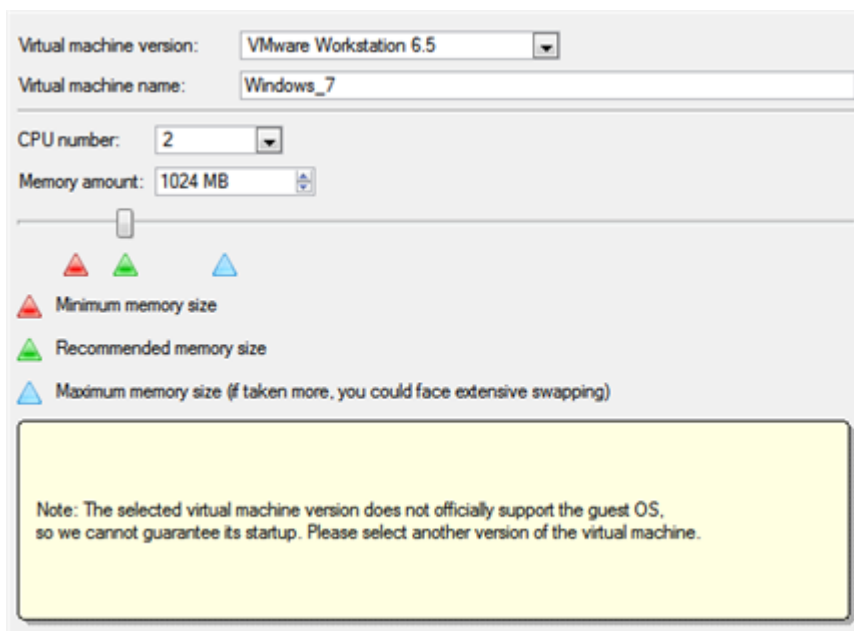 Virtual machine version: VMware Workstation 6.5
Virtual machine name: Windows_7
CPU number: 2
Memory amount: 1024 MB
Minimum memory size
Recommended memory size
Maximum memory size (if taken more, you could face extensive swapping)
Note: The selected virtual machine version does not officially support the guest OS,
so we cannot guarantee its startup. Please select another version of the virtual machine.